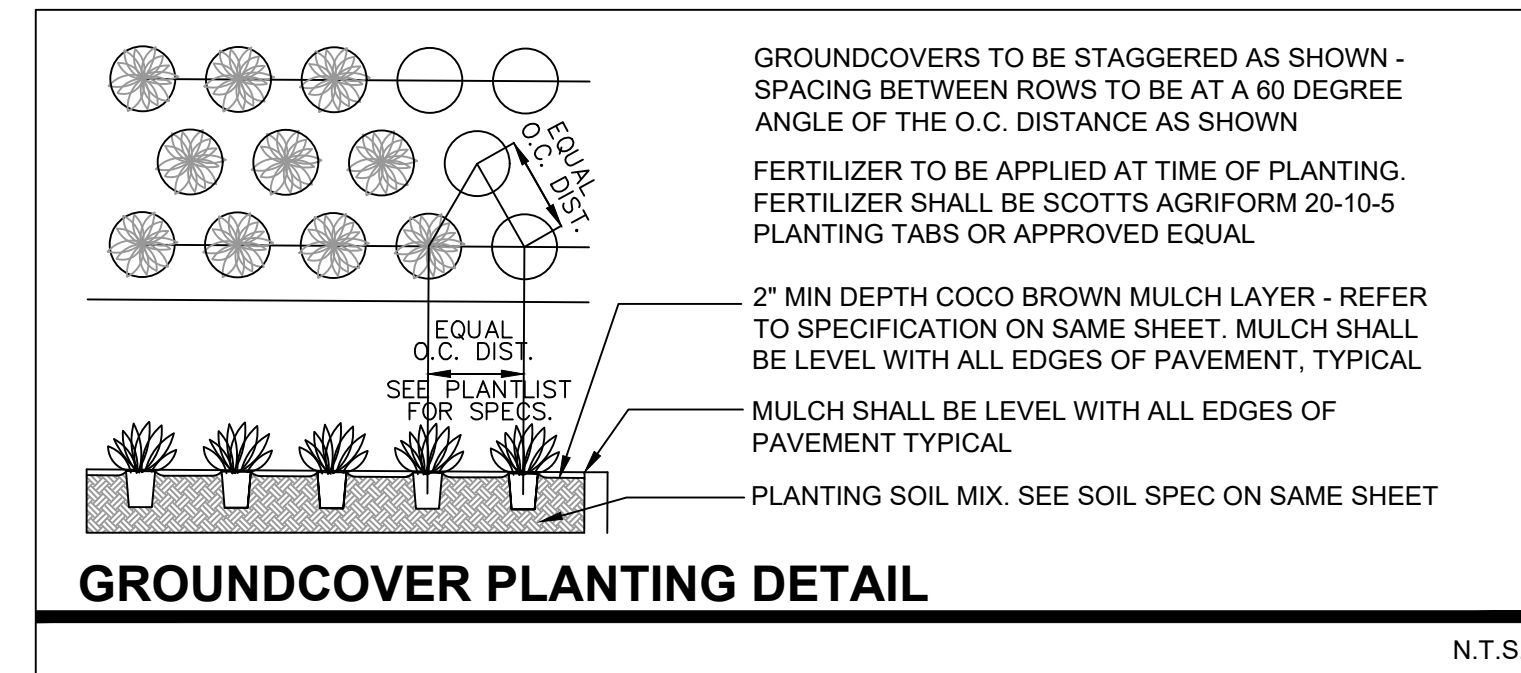 GROUNDCOVERS TO BE STAGGERED AS SHOWN -
SPACING BETWEEN ROWS TO BE AT A 60 DEGREE
ANGLE OF THE O.C. DISTANCE AS SHOWN
FERTILIZER TO BE APPLIED AT TIME OF PLANTING.
FERTILIZER SHALL BE SCOTTS AGRIFORM 20-10-5
PLANTING TABS OR APPROVED EQUAL
EQUAL
O.C. DIST.
2" MIN DEPTH COCO BROWN MULCH LAYER - REFER
TO SPECIFICATION ON SAME SHEET. MULCH SHALL
BE LEVEL WITH ALL EDGES OF PAVEMENT, TYPICAL
EQUAL
O.C. DIST.
SEE PLANTLIST
FOR SPECS.
MULCH SHALL BE LEVEL WITH ALL EDGES OF
PAVEMENT TYPICAL
PLANTING SOIL MIX. SEE SOIL SPEC ON SAME SHEET
GROUNDCOVER PLANTING DETAIL
N.T.S.